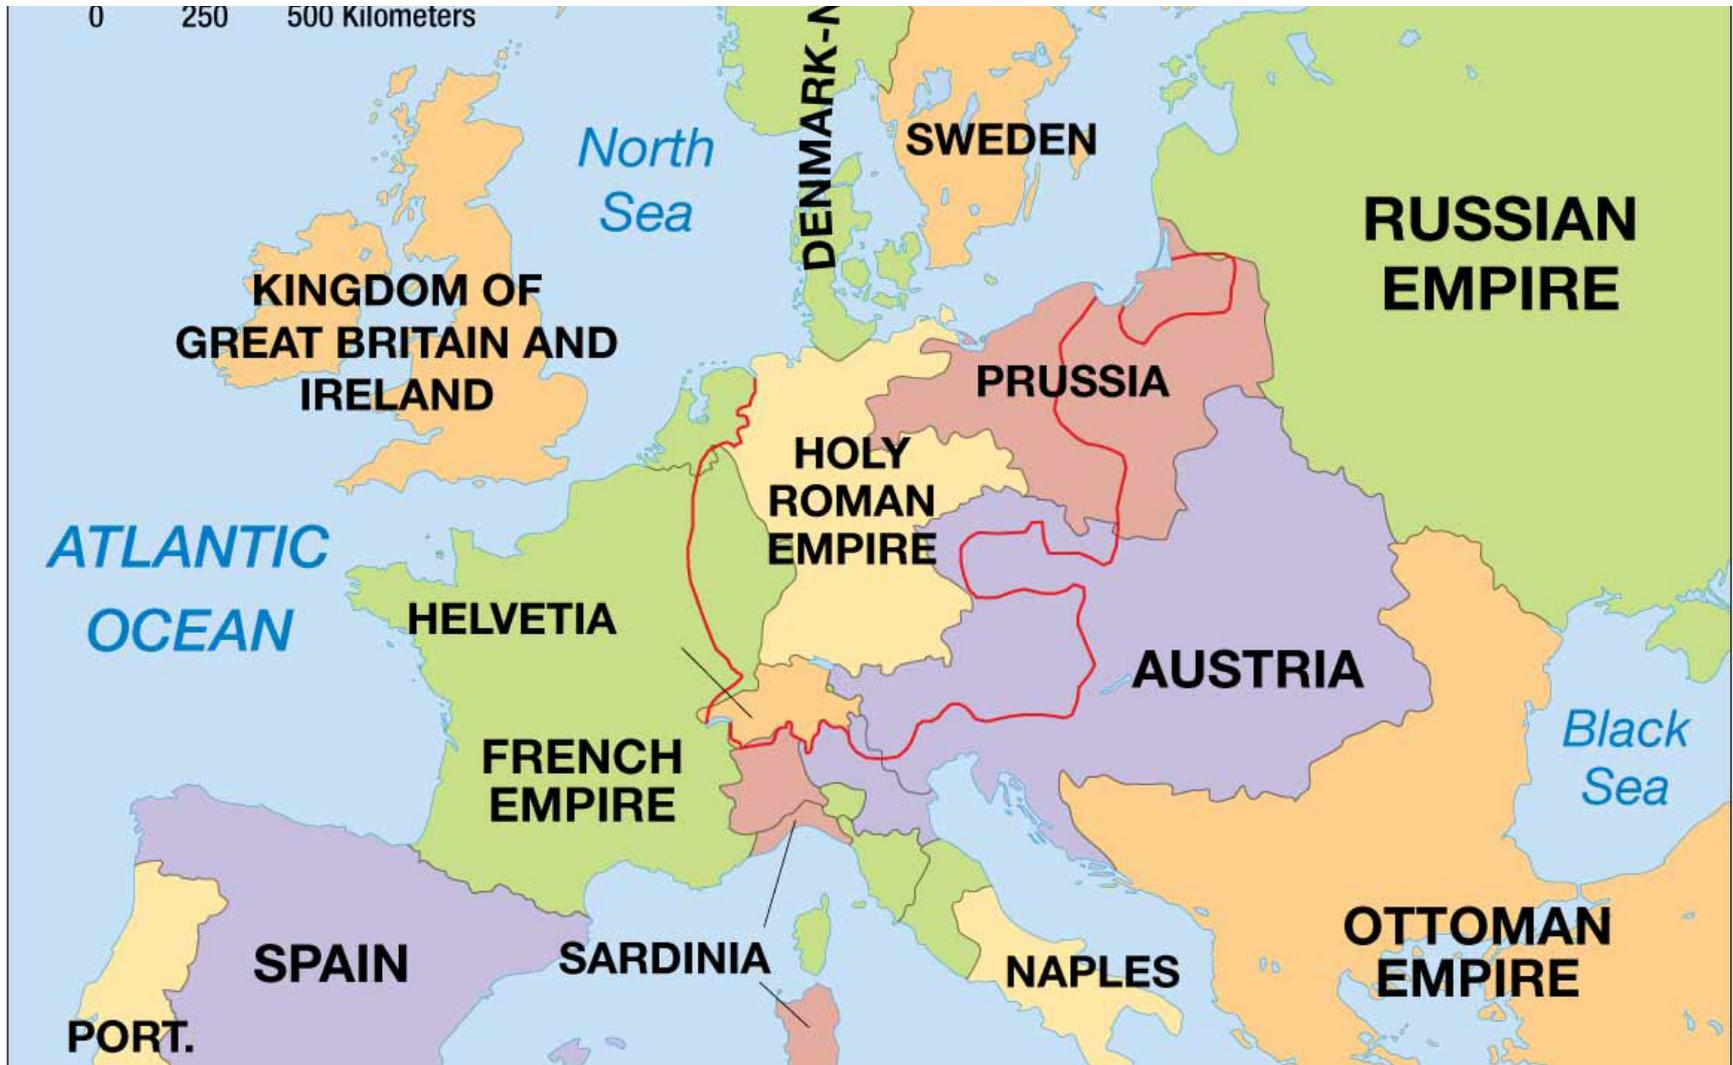 0 250 500 Kilometers
DENMARK-N
North
Sea
SWEDEN
RUSSIAN
EMPIRE
KINGDOM OF
GREAT BRITAIN AND
IRELAND
PRUSSIA
HOLY
ROMAN
EMPIRE
ATLANTIC
OCEAN
HELVETIA
AUSTRIA
FRENCH
EMPIRE
Black
Sea
SPAIN
SARDINIA
NAPLES
OTTOMAN
EMPIRE
PORT.